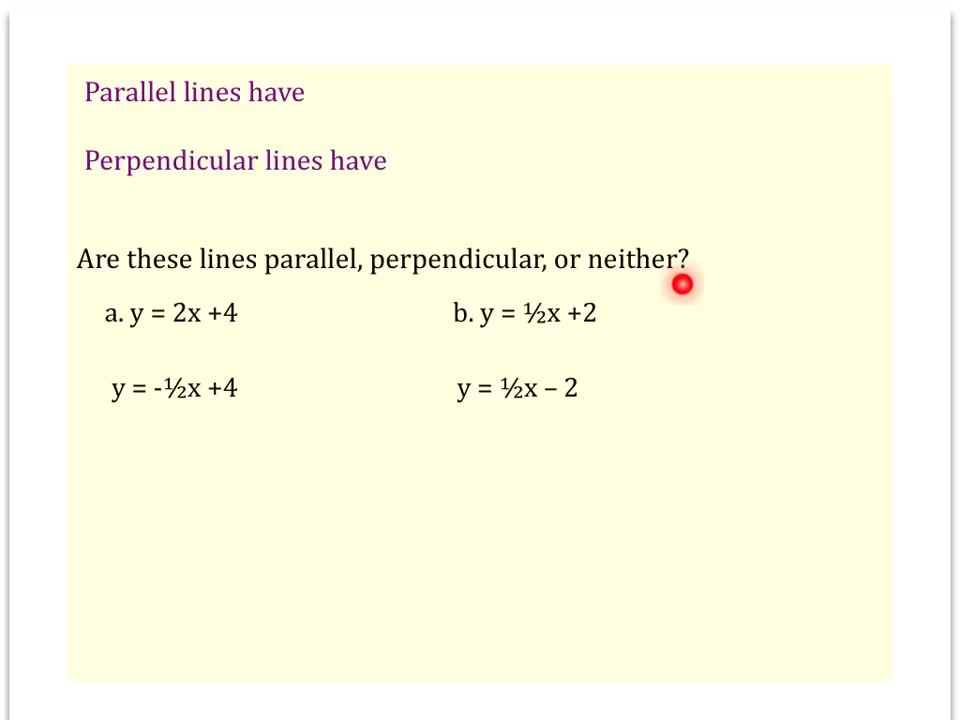 Parallel lines have
Perpendicular lines have
Are these lines parallel, perpendicular, or neither?
a. y = 2x +4
y = -½x +4
b. y = ½x +2
y = ½x – 2